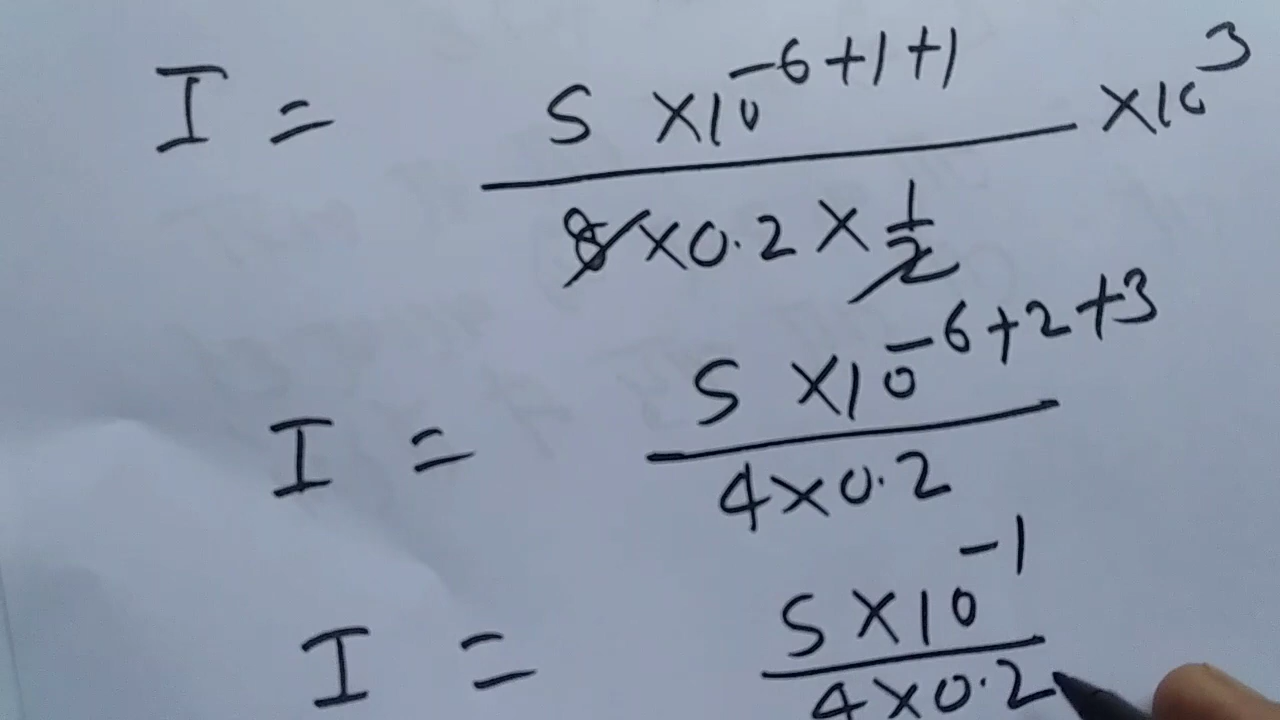 I = 5 × 10^{-6+1+1} / 8 × 0.2 × 1/2 × 10^3
I = 5 × 10^{-6+2+3} / 4 × 0.2
I = 5 × 10^{-1} / 4 × 0.2